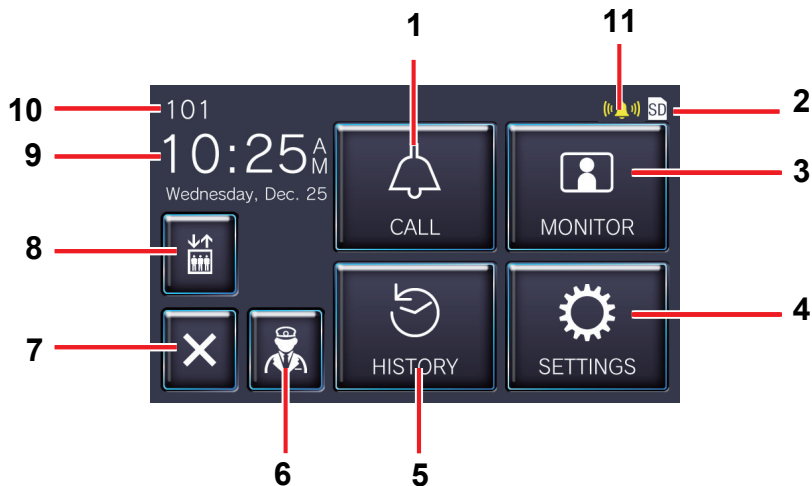 1
11
10
101
SD
2
9
10:25 AM
Wednesday, Dec. 25
3
CALL
MONITOR
8
4
7
HISTORY
SETTINGS
6
5